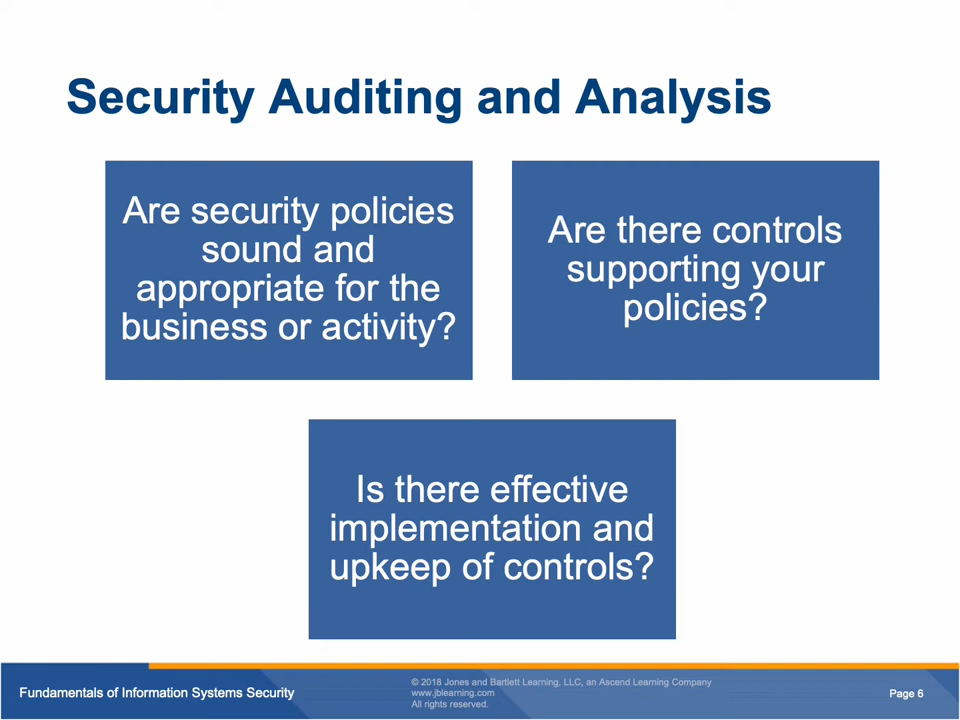 Security Auditing and Analysis
Are security policies
sound and
appropriate for the
business or activity?
Are there controls
supporting your
policies?
Is there effective
implementation and
upkeep of controls?
Fundamentals of Information Systems Security
© 2018 Jones and Bartlett Learning, LLC, an Ascend Learning Company
www.jblearning.com
All rights reserved.
Page 6